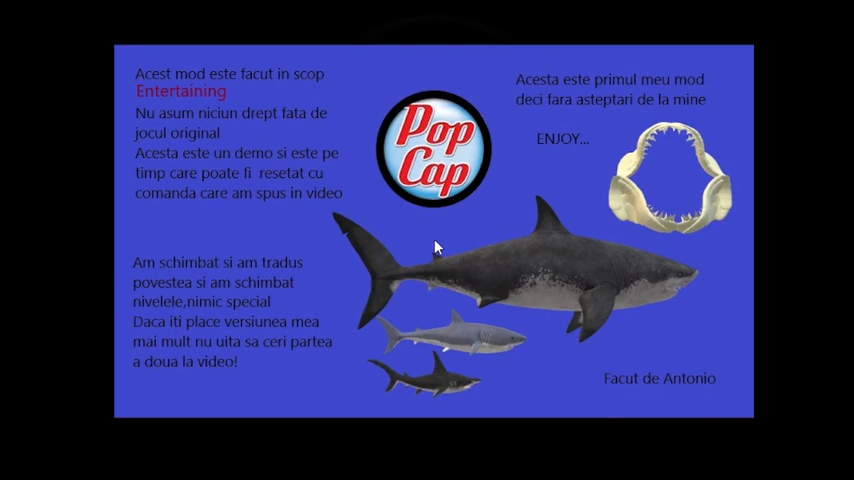 Acest mod este facut in scop
Entertaining
Nu asum niciun drept fata de
jocul original
Acesta este un demo si este pe
timp care poate fi  resetat cu
comanda care am spus in video
Am schimbat si am tradus
povestea si am schimbat
nivelele,nimic special
Daca iti place versiunea mea
mai mult nu uita sa ceri partea
a doua la video!
Pop
Cap
Acesta este primul meu mod
deci fara asteptari de la mine
ENJOY...
Facut de Antonio